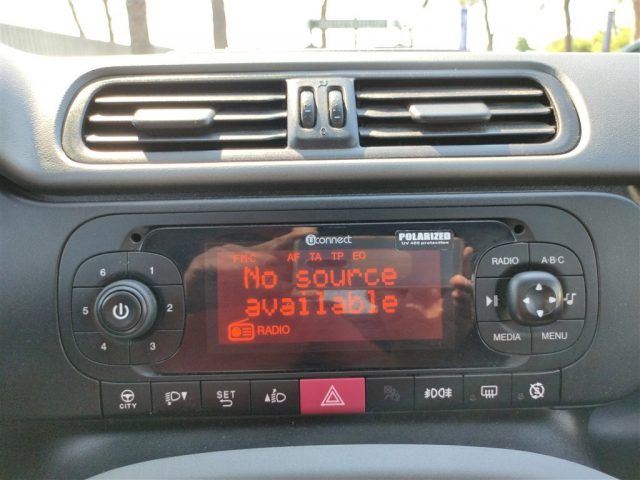 uconnect
POLARIZED
UV 400 protection
FM-C AF TA TP EQ
No source
available
RADIO
6 1
5 2
4 3
RADIO A·B·C
MEDIA MENU
CITY
SET